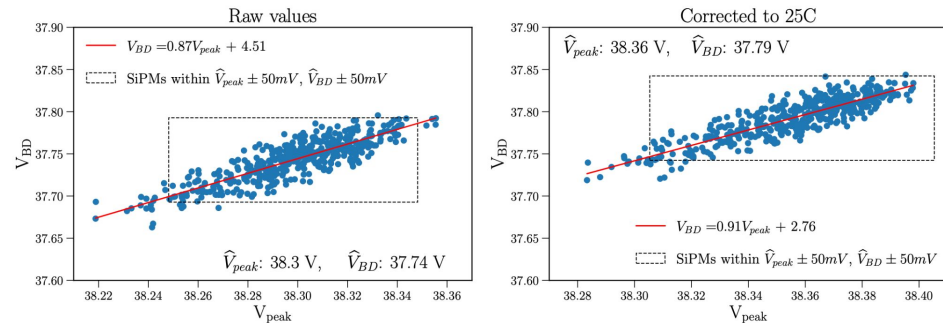 Raw values
37.90
37.85
37.80
37.75
37.70
37.65
37.60
V_BD
V_BD =0.87V_peak + 4.51
SiPMs within V̂_peak ± 50mV, V̂_BD ± 50mV
V̂_peak: 38.3 V, V̂_BD: 37.74 V
38.22 38.24 38.26 38.28 38.30 38.32 38.34 38.36
V_peak
Corrected to 25C
37.90
37.85
37.80
37.75
37.70
37.65
37.60
V_BD
V̂_peak: 38.36 V, V̂_BD: 37.79 V
V_BD =0.91V_peak + 2.76
SiPMs within V̂_peak ± 50mV, V̂_BD ± 50mV
38.28 38.30 38.32 38.34 38.36 38.38 38.40
V_peak